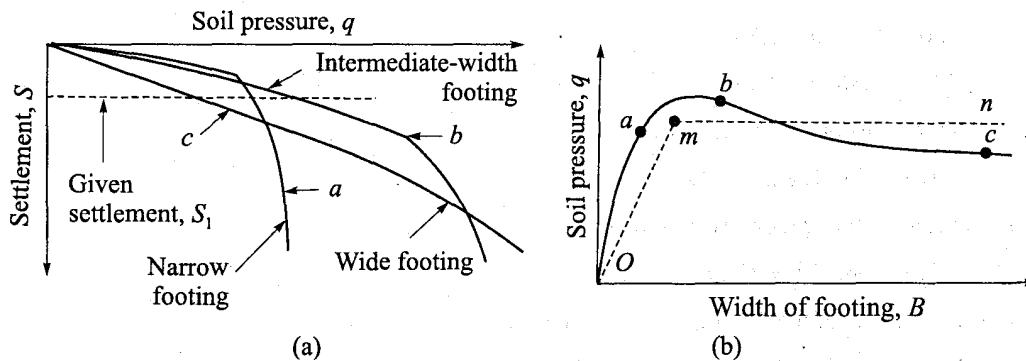 Soil pressure, q
Intermediate-width
footing
Settlement, S
c
b
Given
settlement, S₁
a
Narrow
footing
Wide footing
(a)
Soil pressure, q
b
n
a
m
c
O
Width of footing, B
(b)